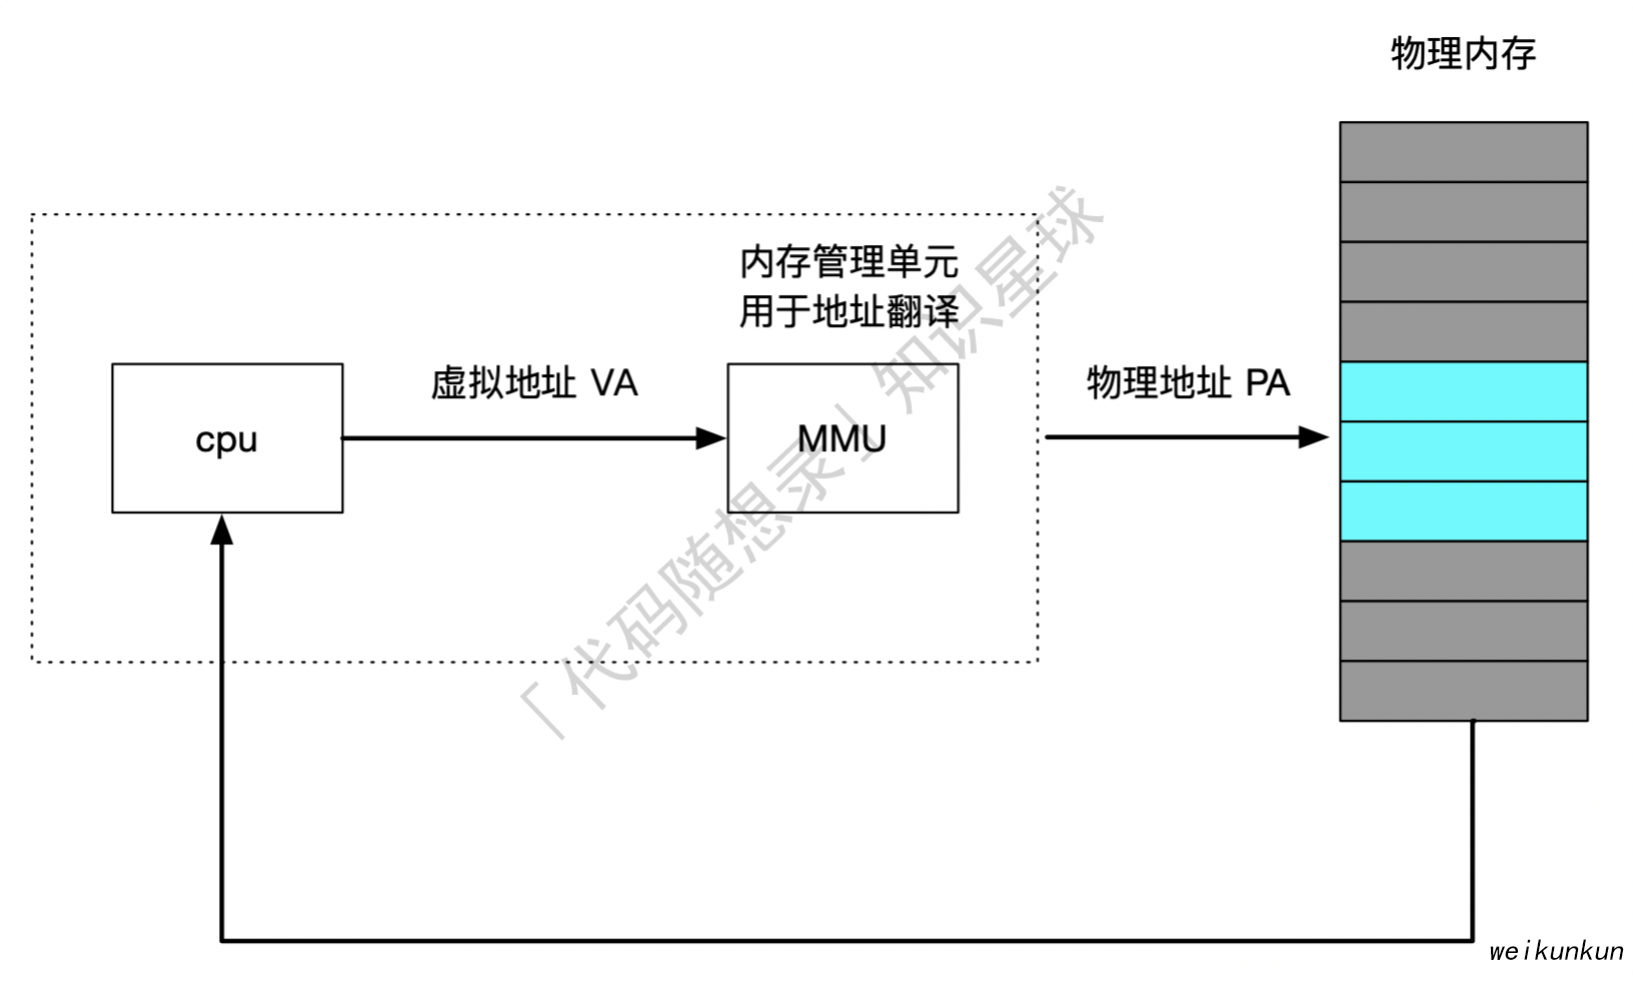 物理内存
内存管理单元
用于地址翻译
虚拟地址 VA
物理地址 PA
cpu
MMU
「代码随想录」知识星球
weikunkun